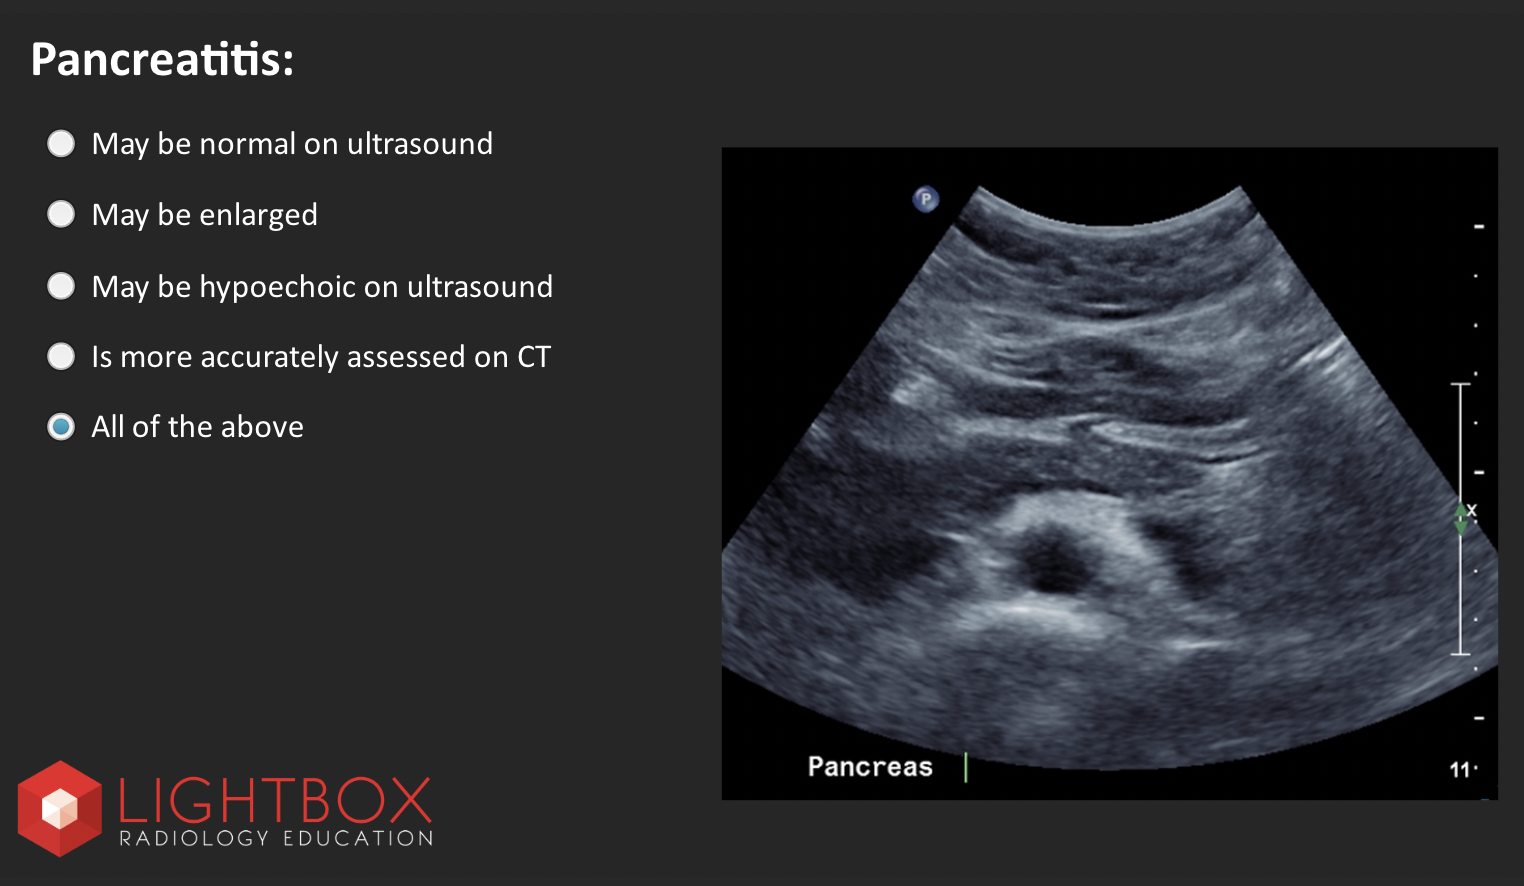 Pancreatitis:
May be normal on ultrasound
May be enlarged
May be hypoechoic on ultrasound
Is more accurately assessed on CT
All of the above
P
x
Pancreas
11
LIGHTBOX
RADIOLOGY EDUCATION